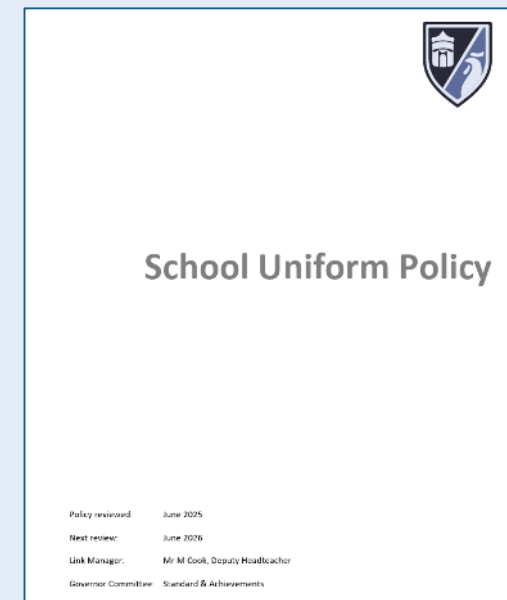 School Uniform Policy
Policy reviewed: June 2025
Next review: June 2026
Link Manager: Mr M Cook, Deputy Headteacher
Governor Committee: Standard & Achievements